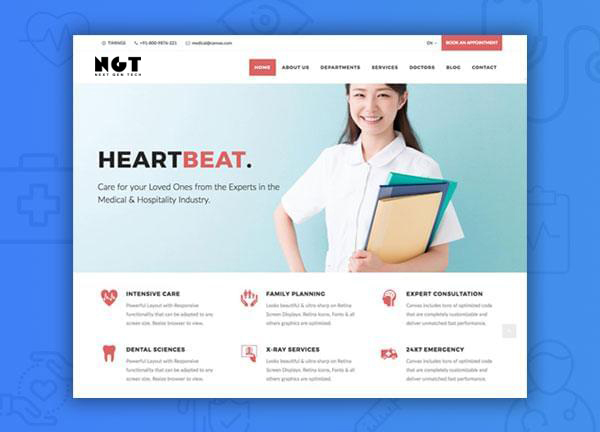 TIMINGS +91-800-9876-221 medical@canvas.com EN BOOK AN APPOINTMENT
NGT
NEXT GEN TECH
HOME ABOUT US DEPARTMENTS SERVICES DOCTORS BLOG CONTACT
HEARTBEAT.
Care for your Loved Ones from the Experts in the
Medical & Hospitality Industry.
INTENSIVE CARE
Powerful Layout with Responsive
functionality that can be adapted to any
screen size. Resize browser to view.
FAMILY PLANNING
Looks beautiful & ultra-sharp on Retina
Screen Displays. Retina Icons, Fonts & all
others graphics are optimized.
EXPERT CONSULTATION
Canvas includes tons of optimized code
that are completely customizable and
deliver unmatched fast performance.
DENTAL SCIENCES
Powerful Layout with Responsive
functionality that can be adapted to any
screen size. Resize browser to view.
X-RAY SERVICES
Looks beautiful & ultra-sharp on Retina
Screen Displays. Retina Icons, Fonts & all
others graphics are optimized.
24X7 EMERGENCY
Canvas includes tons of optimized code
that are completely customizable and
deliver unmatched fast performance.